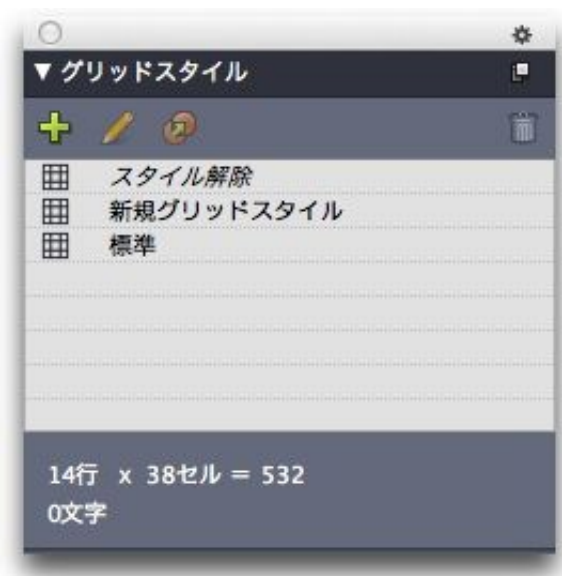 ▼ グリッドスタイル
スタイル解除
新規グリッドスタイル
標準
14行 x 38セル = 532
0文字